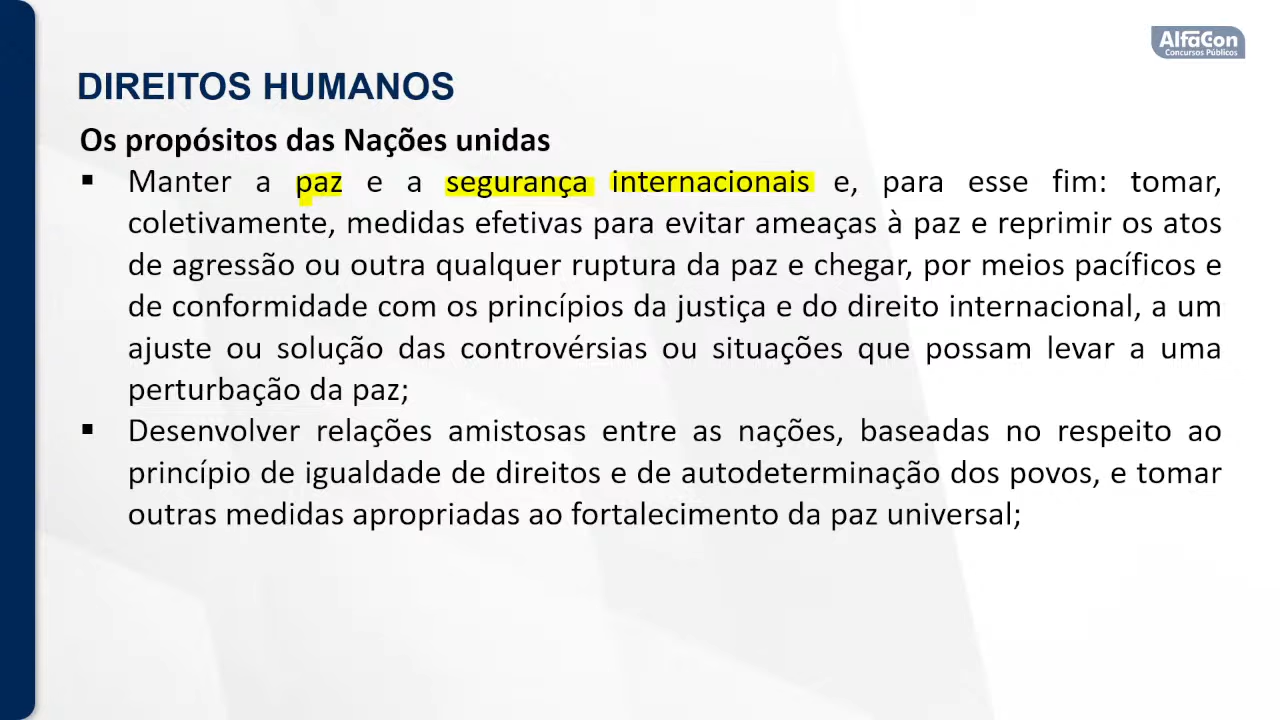 AlfaCon
Concursos Públicos
DIREITOS HUMANOS
Os propósitos das Nações unidas
▪ Manter a paz e a segurança internacionais e, para esse fim: tomar,
coletivamente, medidas efetivas para evitar ameaças à paz e reprimir os atos
de agressão ou outra qualquer ruptura da paz e chegar, por meios pacíficos e
de conformidade com os princípios da justiça e do direito internacional, a um
ajuste ou solução das controvérsias ou situações que possam levar a uma
perturbação da paz;
▪ Desenvolver relações amistosas entre as nações, baseadas no respeito ao
princípio de igualdade de direitos e de autodeterminação dos povos, e tomar
outras medidas apropriadas ao fortalecimento da paz universal;